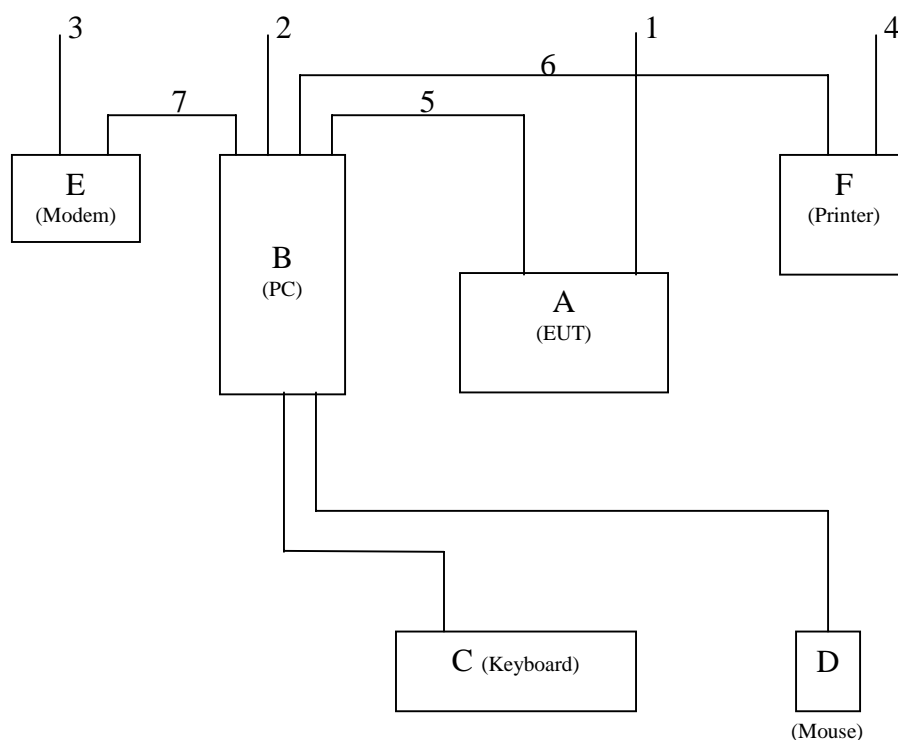 3
2
1
4
6
7
5
E
(Modem)
F
(Printer)
B
(PC)
A
(EUT)
C (Keyboard)
D
(Mouse)